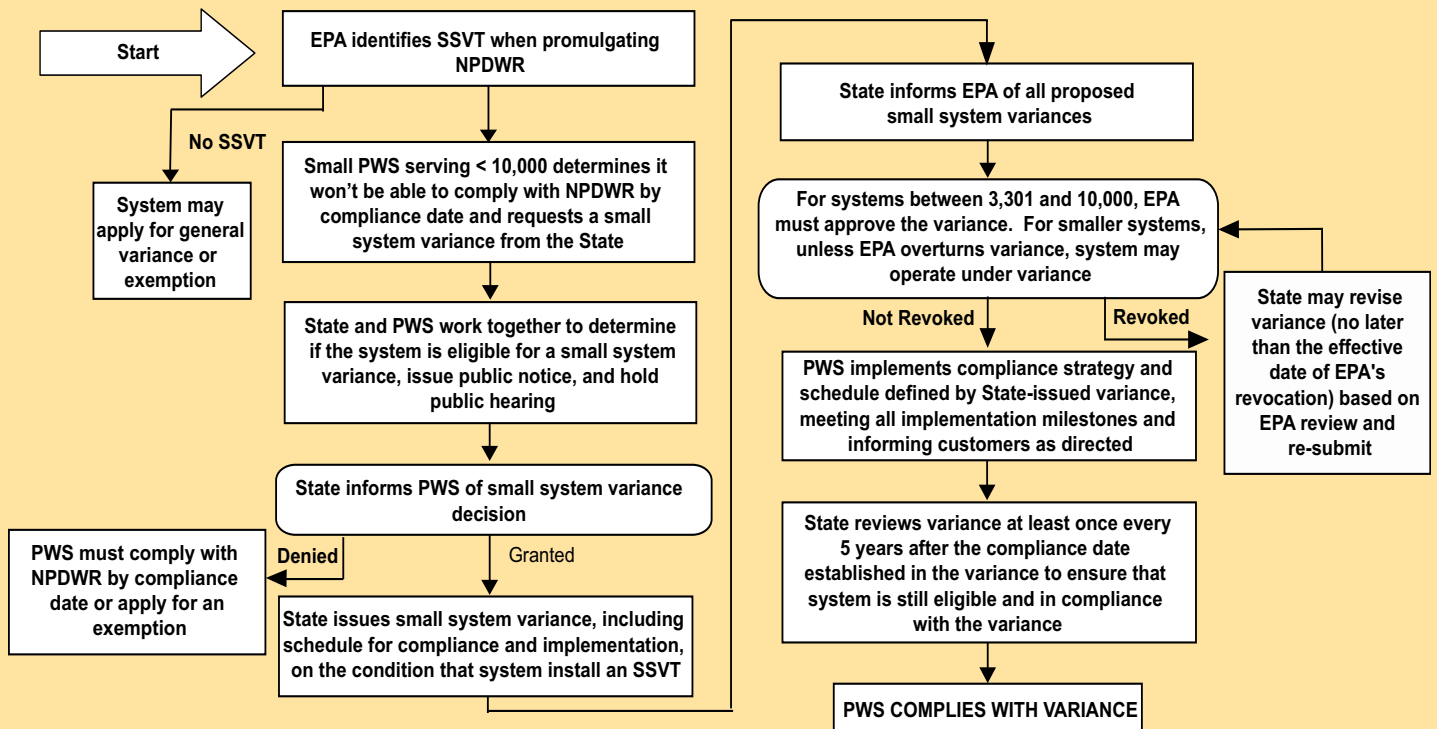 Start
EPA identifies SSVT when promulgating
NPDWR
No SSVT
System may
apply for general
variance or
exemption
Small PWS serving < 10,000 determines it
won't be able to comply with NPDWR by
compliance date and requests a small
system variance from the State
State and PWS work together to determine
if the system is eligible for a small system
variance, issue public notice, and hold
public hearing
State informs PWS of small system variance
decision
Denied
Granted
PWS must comply with
NPDWR by compliance
date or apply for an
exemption
State issues small system variance, including
schedule for compliance and implementation,
on the condition that system install an SSVT
State informs EPA of all proposed
small system variances
For systems between 3,301 and 10,000, EPA
must approve the variance. For smaller systems,
unless EPA overturns variance, system may
operate under variance
Not Revoked
Revoked
State may revise
variance (no later
than the effective
date of EPA's
revocation) based on
EPA review and
re-submit
PWS implements compliance strategy and
schedule defined by State-issued variance,
meeting all implementation milestones and
informing customers as directed
State reviews variance at least once every
5 years after the compliance date
established in the variance to ensure that
system is still eligible and in compliance
with the variance
PWS COMPLIES WITH VARIANCE